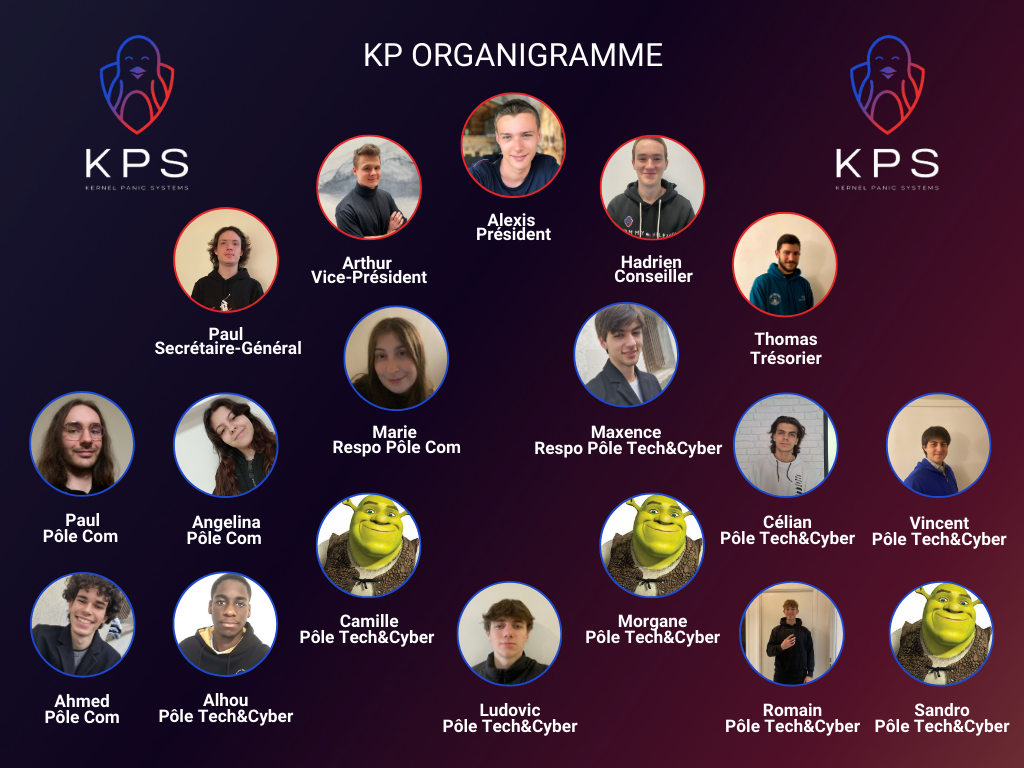 KP ORGANIGRAMME
KPS
KERNEL PANIC SYSTEMS
KPS
KERNEL PANIC SYSTEMS
Alexis
Président
Arthur
Vice-Président
Hadrien
Conseiller
Paul
Secrétaire-Général
Thomas
Trésorier
Marie
Respo Pôle Com
Maxence
Respo Pôle Tech&Cyber
Paul
Pôle Com
Angelina
Pôle Com
Célian
Pôle Tech&Cyber
Vincent
Pôle Tech&Cyber
Camille
Pôle Tech&Cyber
Morgane
Pôle Tech&Cyber
Ahmed
Pôle Com
Alhou
Pôle Tech&Cyber
Ludovic
Pôle Tech&Cyber
Romain
Pôle Tech&Cyber
Sandro
Pôle Tech&Cyber